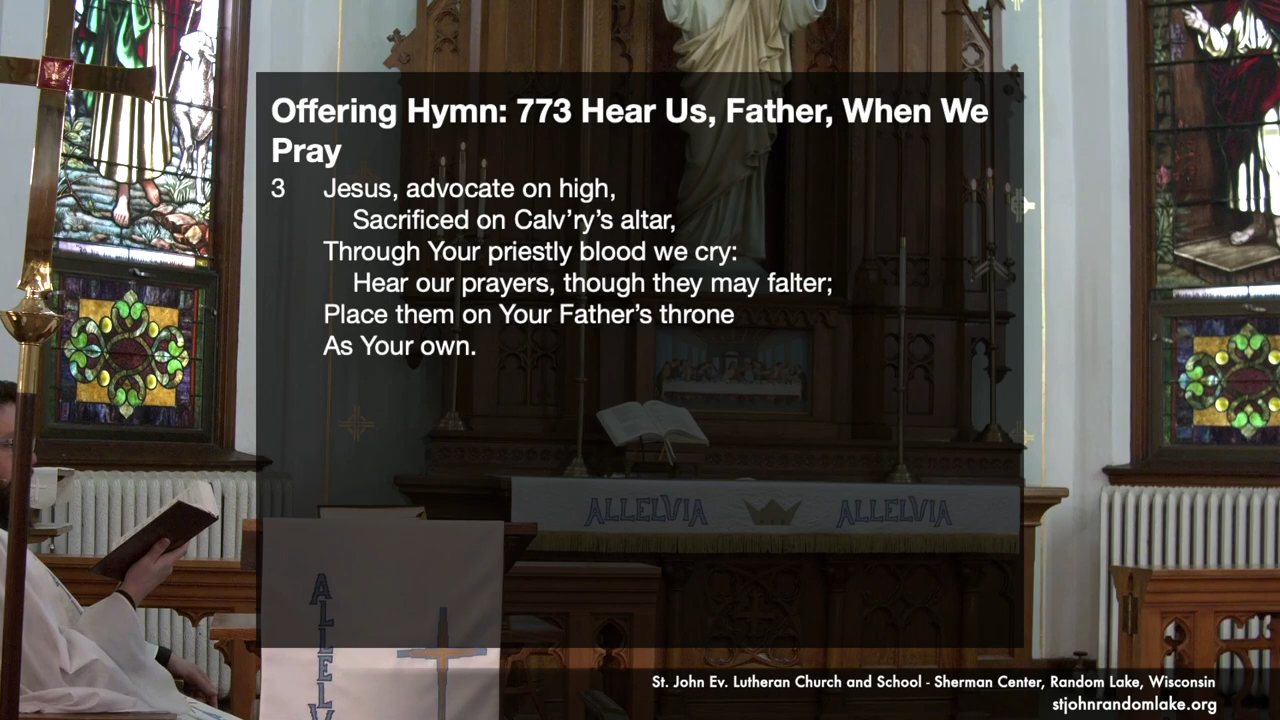 Offering Hymn: 773 Hear Us, Father, When We
Pray
3 Jesus, advocate on high,
Sacrificed on Calv’ry’s altar,
Through Your priestly blood we cry:
Hear our prayers, though they may falter;
Place them on Your Father’s throne
As Your own.
ALLELVIA ALLELVIA
ALLELV
St. John Ev. Lutheran Church and School - Sherman Center, Random Lake, Wisconsin
stjohnrandomlake.org